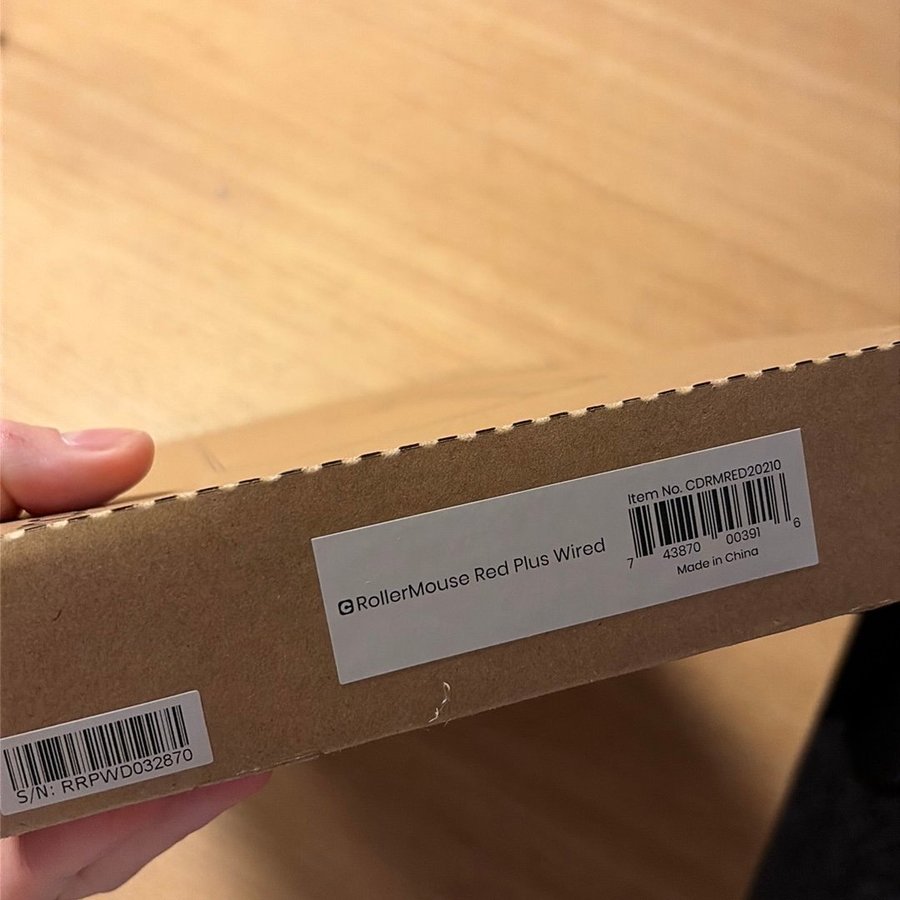 RollerMouse Red Plus Wired
Item No. CDRMRED20210
7 43870 00391 6
Made in China
S/N: RRPWD032870